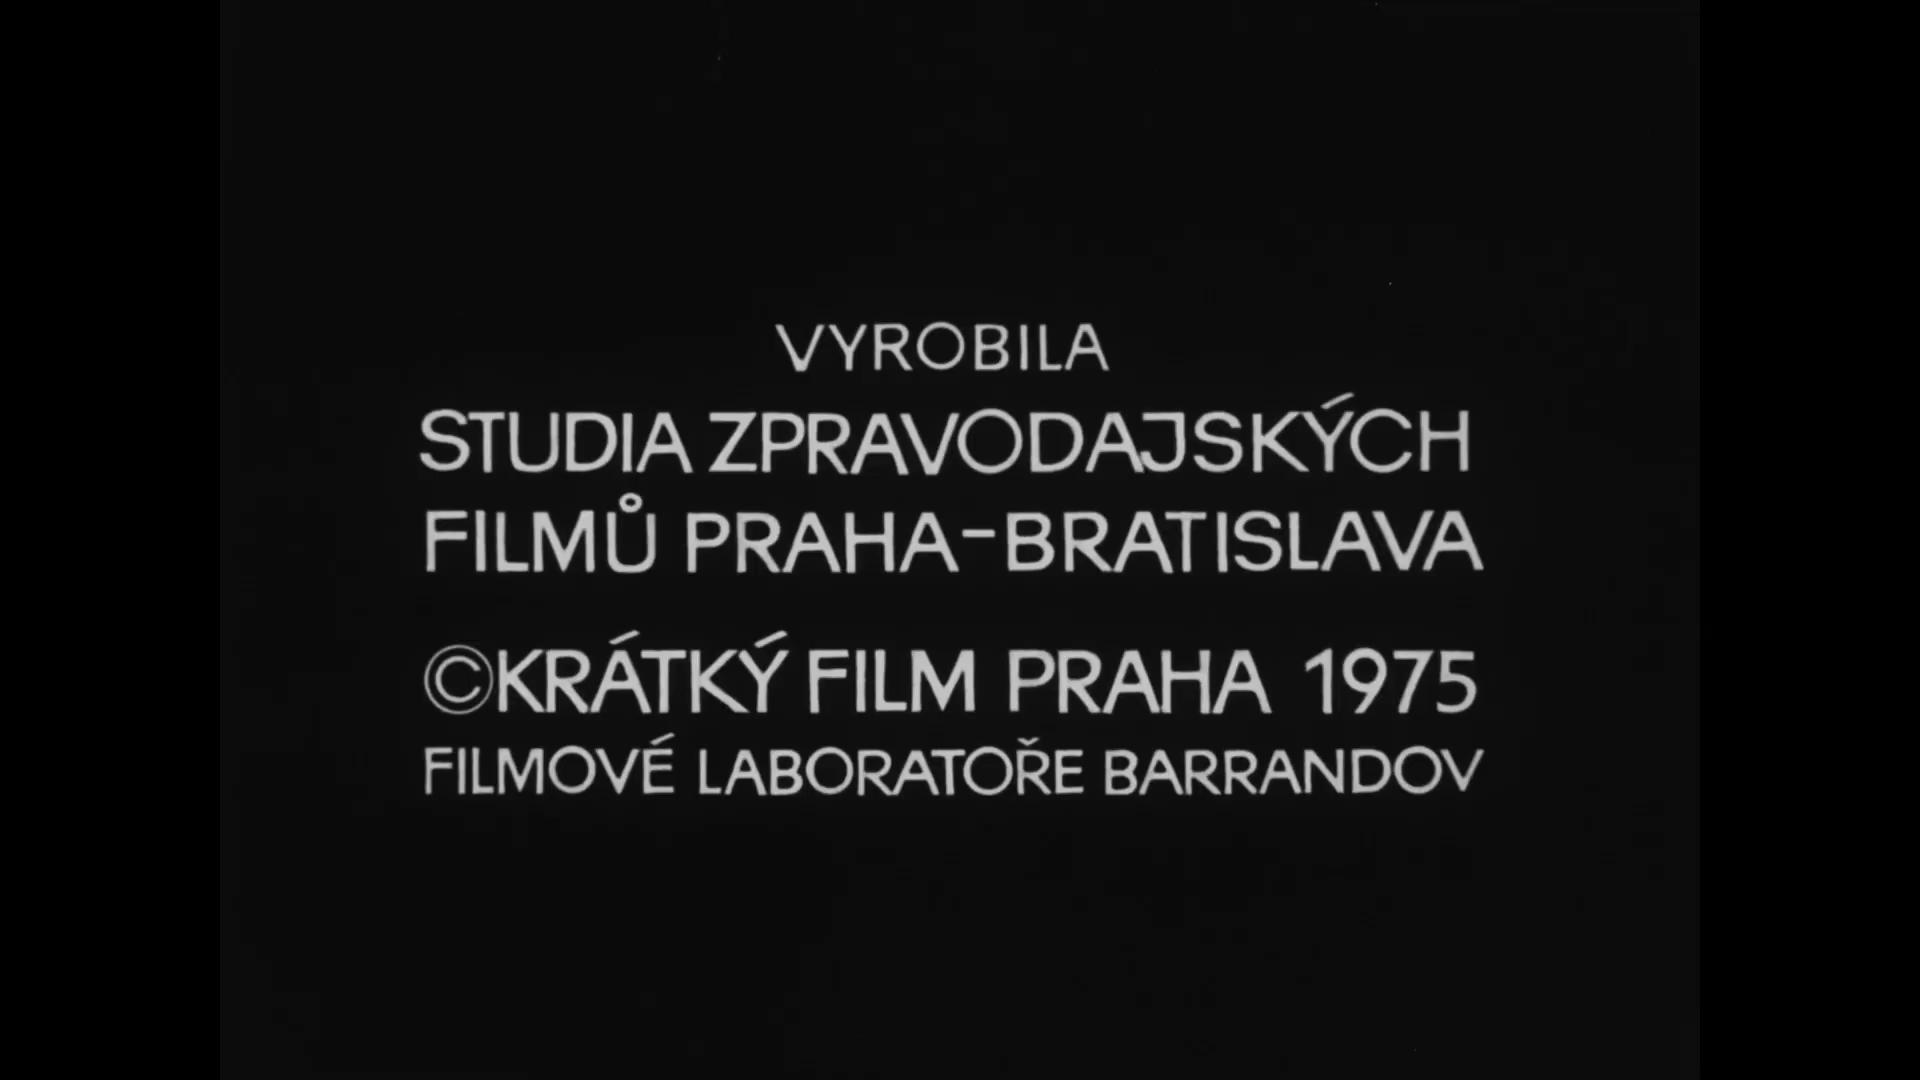 VYROBILA
STUDIA ZPRAVODAJSKÝCH
FILMŮ PRAHA-BRATISLAVA
©KRÁTKÝ FILM PRAHA 1975
FILMOVÉ LABORATOŘE BARRANDOV